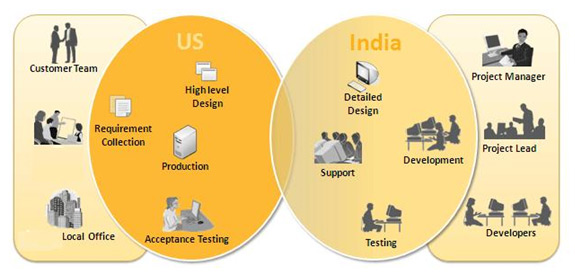 US
India
Customer Team
High level
Design
Requirement
Collection
Production
Local Office
Acceptance Testing
Detailed
Design
Support
Development
Testing
Project Manager
Project Lead
Developers